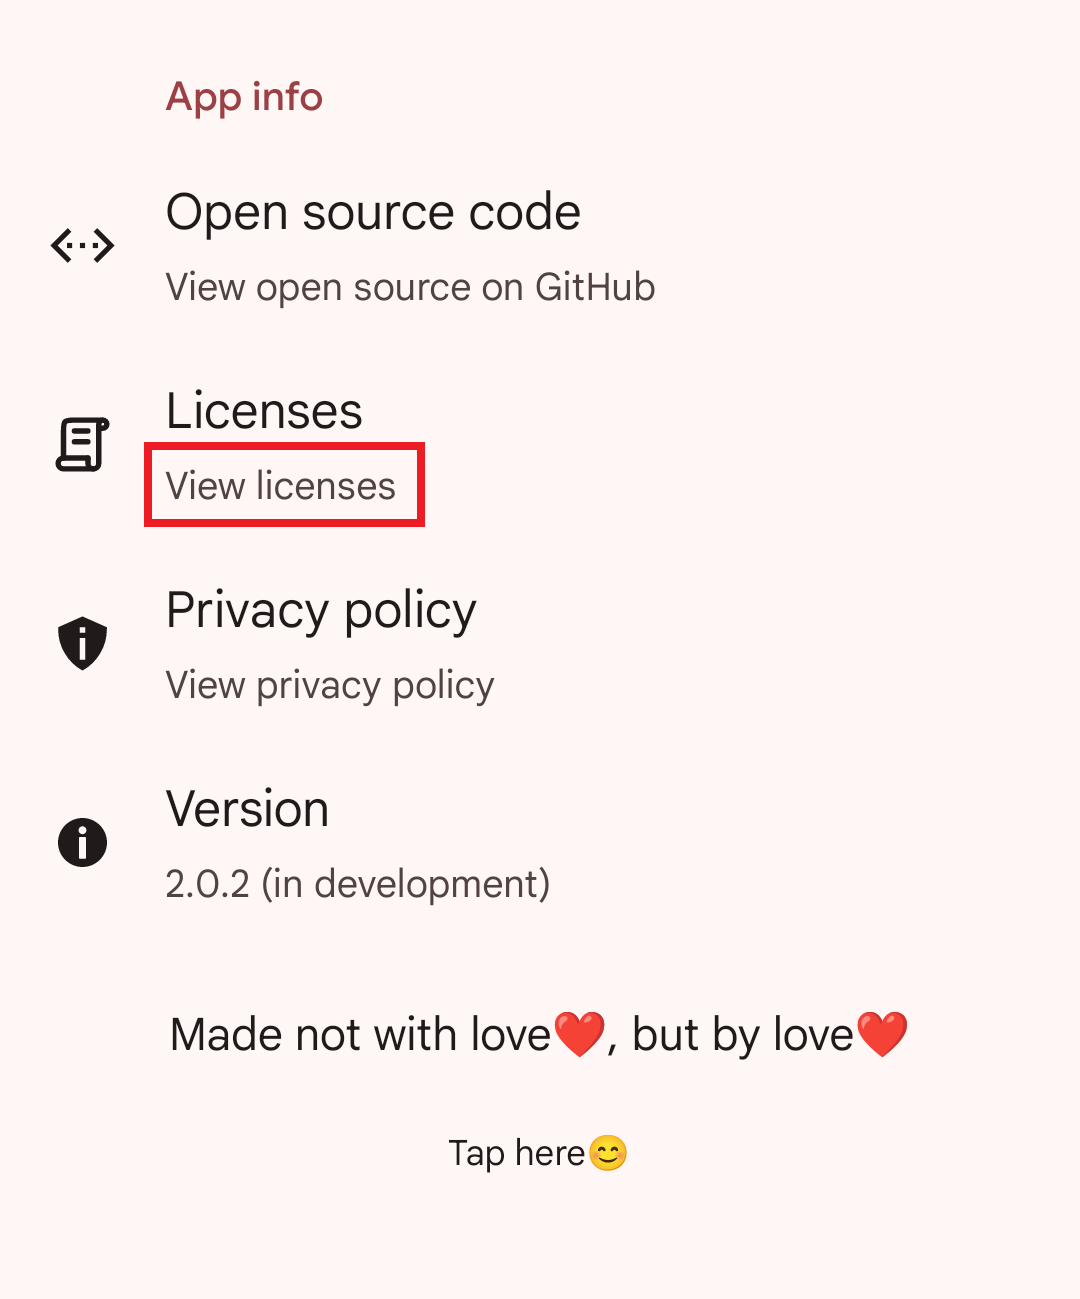 App info
Open source code
View open source on GitHub
Licenses
View licenses
Privacy policy
View privacy policy
Version
2.0.2 (in development)
Made not with love❤️, but by love❤️
Tap here😊